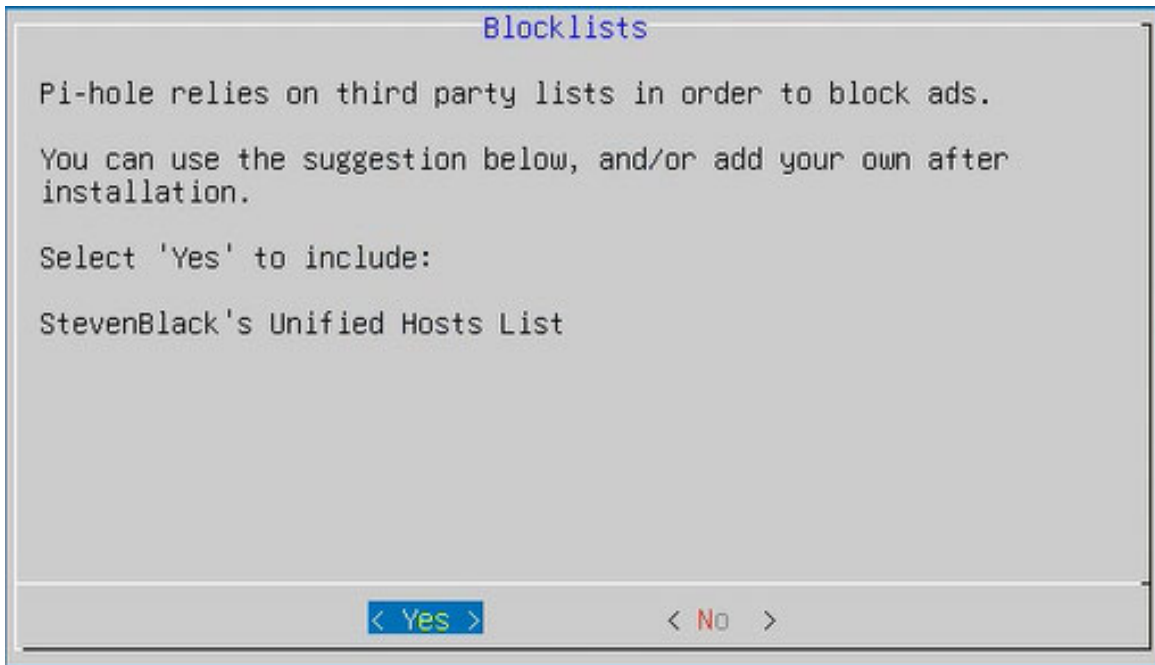 Blocklists
Pi-hole relies on third party lists in order to block ads.
You can use the suggestion below, and/or add your own after
installation.
Select 'Yes' to include:
StevenBlack's Unified Hosts List
< Yes > < No >